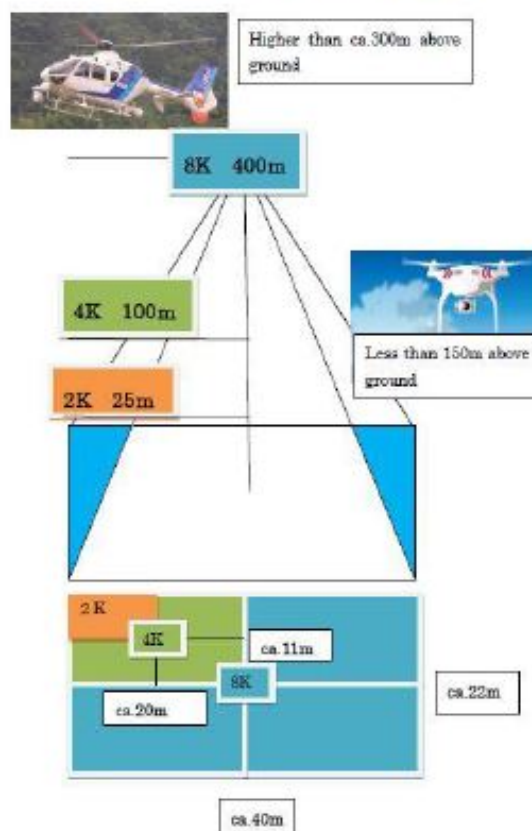 Higher than ca.300m above
ground
8K 400m
4K 100m
Less than 150m above
ground
2K 25m
2K
4K
ca.11m
8K
ca.20m
ca.22m
ca.40m